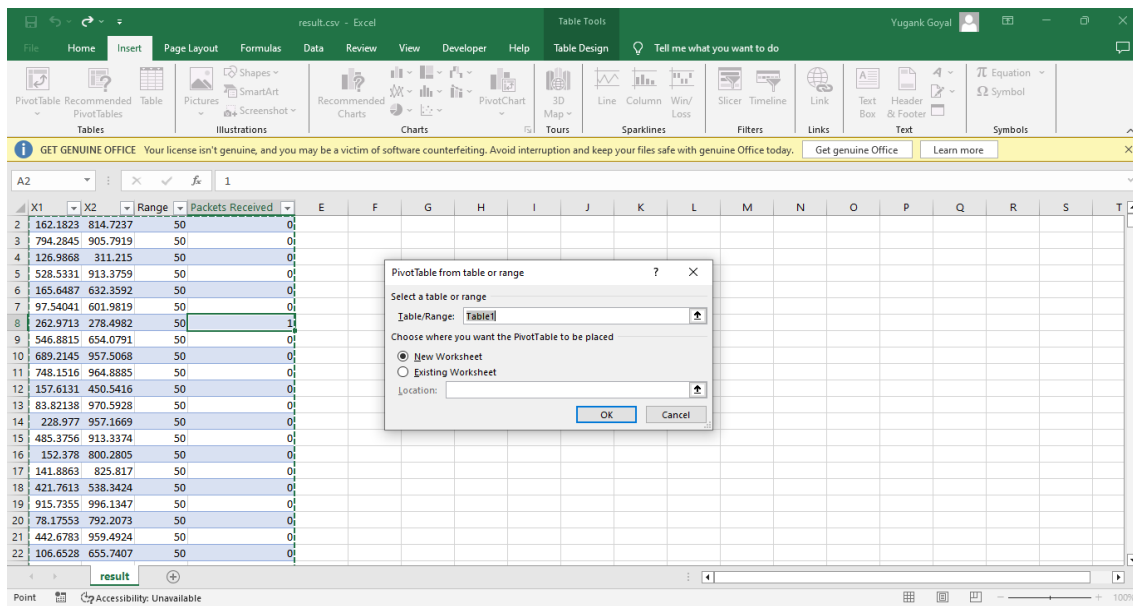 result.csv - Excel
Table Tools
Yugank Goyal
File Home Insert Page Layout Formulas Data Review View Developer Help Table Design Tell me what you want to do
PivotTable Recommended PivotTables Table Pictures Shapes SmartArt Screenshot Recommended Charts PivotChart 3D Map Line Column Win/Loss Slicer Timeline Link Text Box Header & Footer Equation Symbol
Tables Illustrations Charts Tours Sparklines Filters Links Text Symbols
GET GENUINE OFFICE Your license isn't genuine, and you may be a victim of software counterfeiting. Avoid interruption and keep your files safe with genuine Office today. Get genuine Office Learn more
A2 fx 1
X1 X2 Range Packets Received E F G H I J K L M N O P Q R S T
2 162.1823 814.7237 50 0
3 794.2845 905.7919 50 0
4 126.9868 311.215 50 0
5 528.5331 913.3759 50 0
6 165.6487 632.3592 50 0
7 97.54041 601.9819 50 0
8 262.9713 278.4982 50 1
9 546.8815 654.0791 50 0
10 689.2145 957.5068 50 0
11 748.1516 964.8885 50 0
12 157.6131 450.5416 50 0
13 83.82138 970.5928 50 0
14 228.977 957.1669 50 0
15 485.3756 913.3374 50 0
16 152.378 800.2805 50 0
17 141.8863 825.817 50 0
18 421.7613 538.3424 50 0
19 915.7355 996.1347 50 0
20 78.17553 792.2073 50 0
21 442.6783 959.4924 50 0
22 106.6528 655.7407 50 0
PivotTable from table or range ?
Select a table or range
Table/Range: Table1
Choose where you want the PivotTable to be placed
New Worksheet
Existing Worksheet
Location:
OK Cancel
result
Point Accessibility: Unavailable 100%